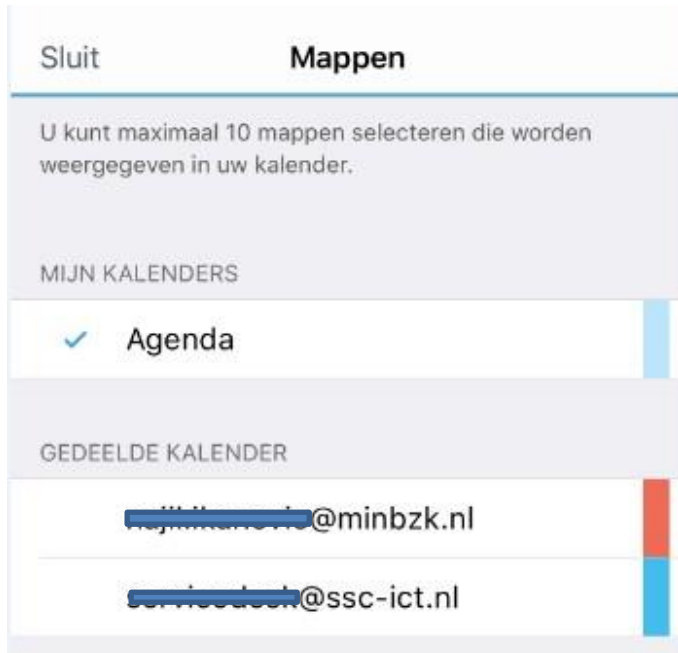 Sluit Mappen
U kunt maximaal 10 mappen selecteren die worden
weergegeven in uw kalender.
MIJN KALENDERS
Agenda
GEDEELDE KALENDER
@minbzk.nl
@ssc-ict.nl